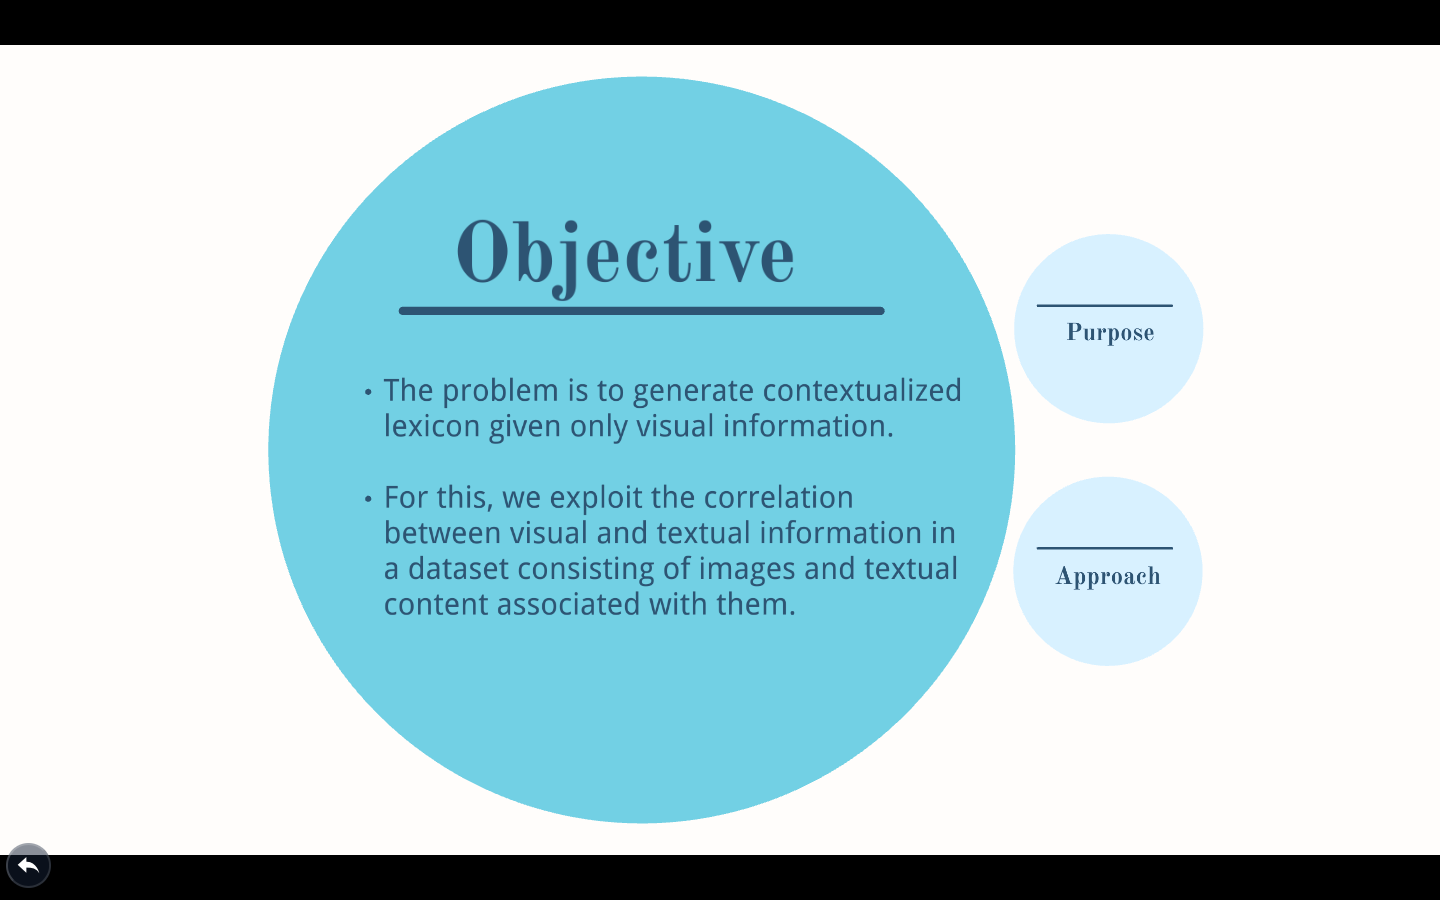 Objective
• The problem is to generate contextualized
lexicon given only visual information.
• For this, we exploit the correlation
between visual and textual information in
a dataset consisting of images and textual
content associated with them.
Purpose
Approach